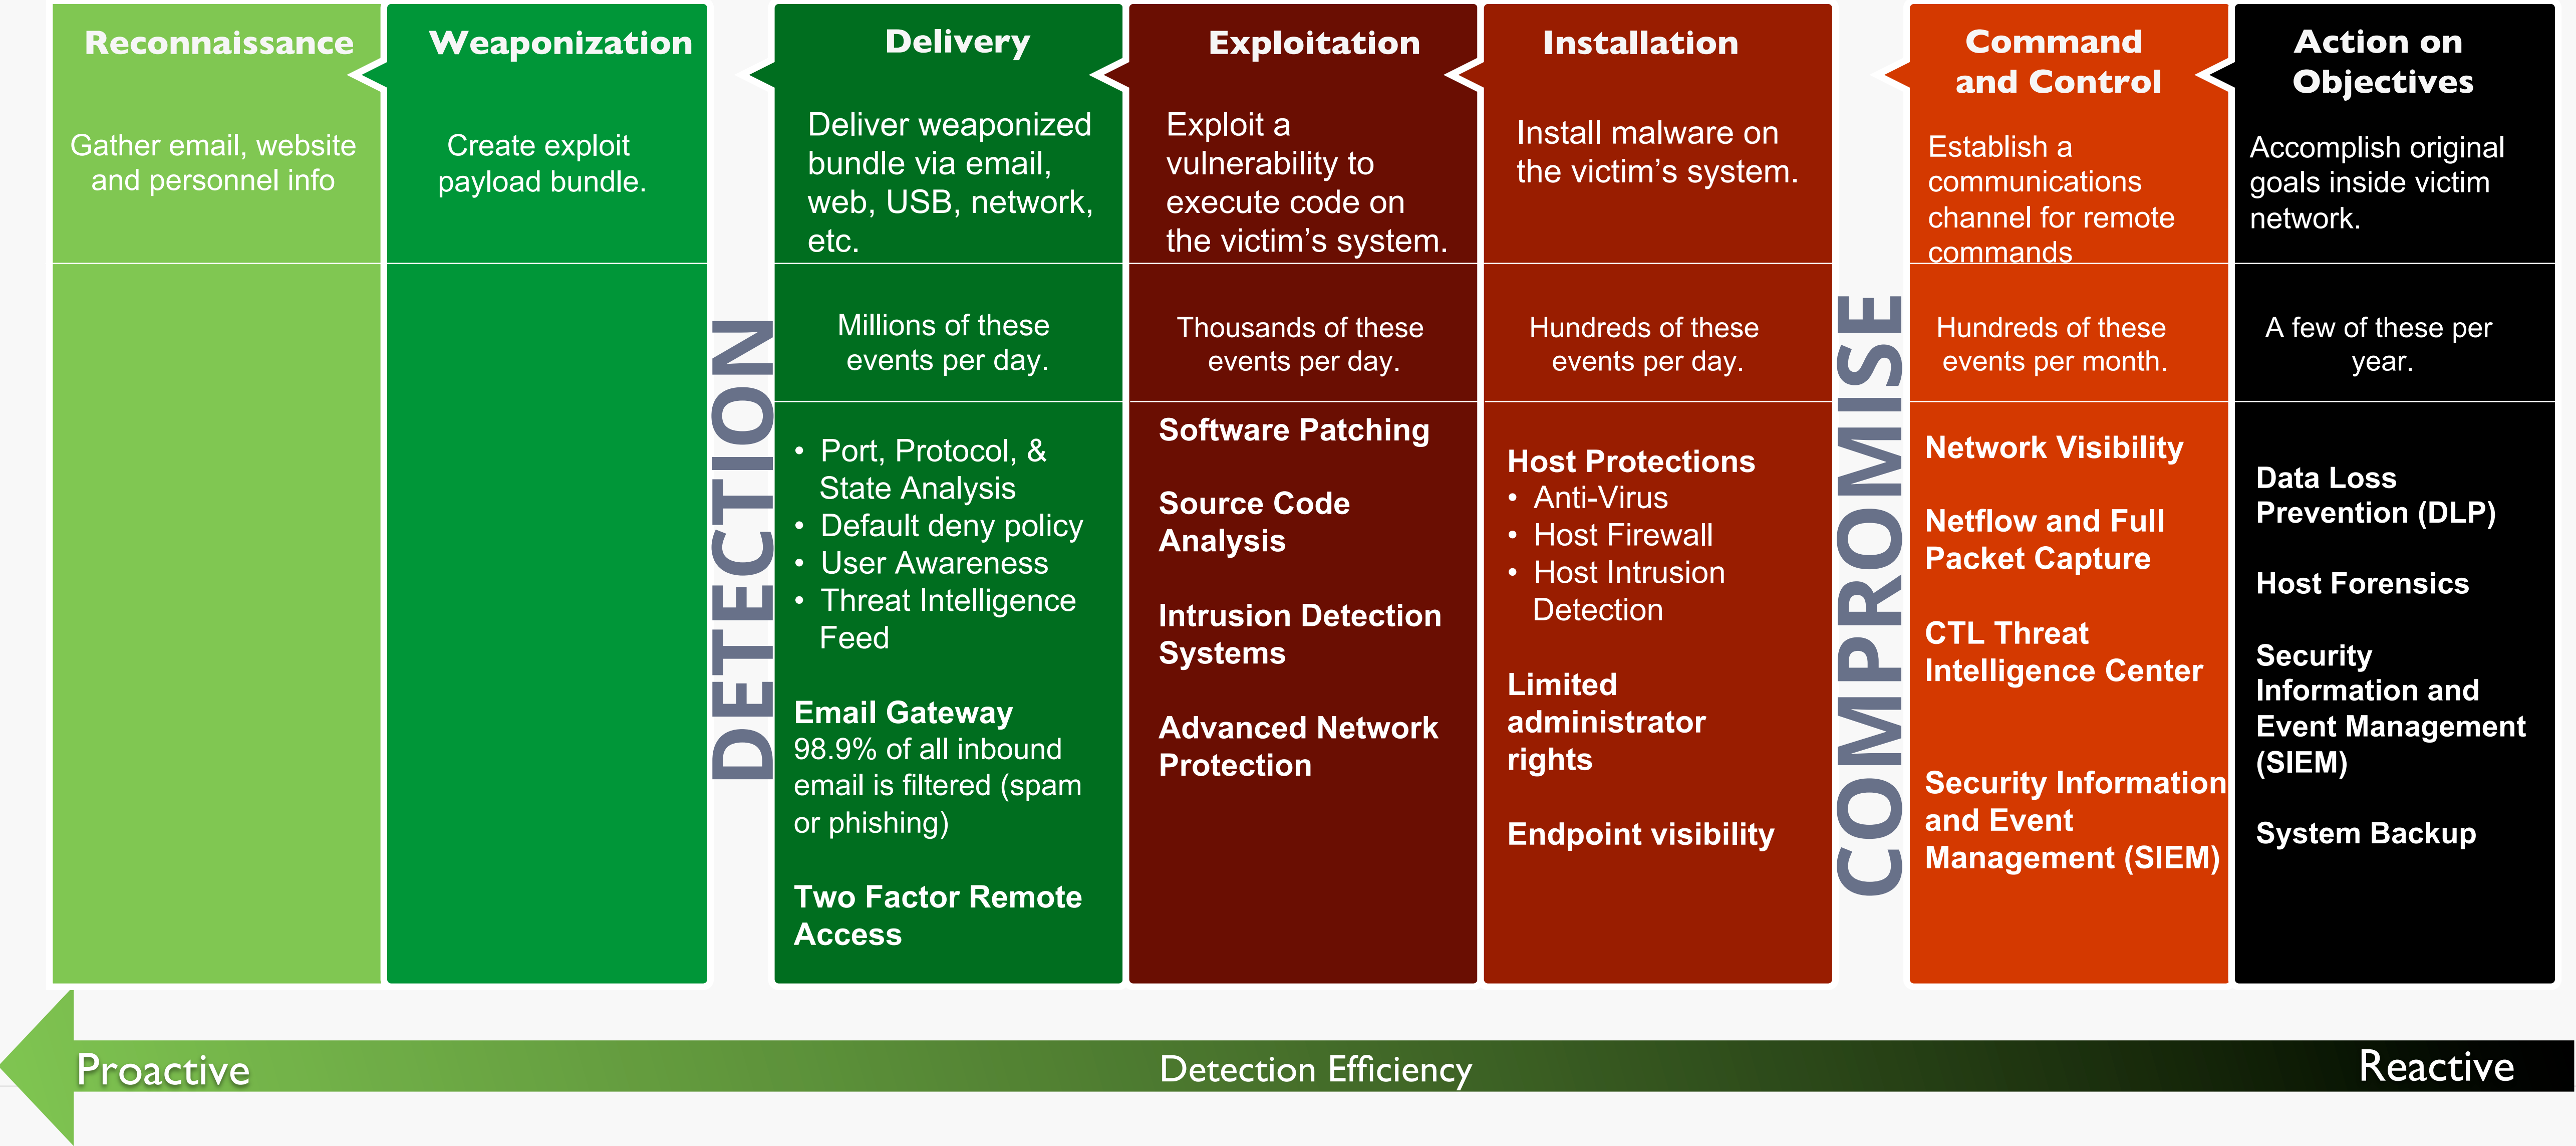 Reconnaissance
Gather email, website
and personnel info
Weaponization
Create exploit
payload bundle.
DETECTION
Delivery
Deliver weaponized
bundle via email,
web, USB, network,
etc.
Millions of these
events per day.
• Port, Protocol, &
State Analysis
• Default deny policy
• User Awareness
• Threat Intelligence
Feed
Email Gateway
98.9% of all inbound
email is filtered (spam
or phishing)
Two Factor Remote
Access
Exploitation
Exploit a
vulnerability to
execute code on
the victim’s system.
Thousands of these
events per day.
Software Patching
Source Code
Analysis
Intrusion Detection
Systems
Advanced Network
Protection
Installation
Install malware on
the victim’s system.
Hundreds of these
events per day.
Host Protections
• Anti-Virus
• Host Firewall
• Host Intrusion
Detection
Limited
administrator
rights
Endpoint visibility
COMPROMISE
Command
and Control
Establish a
communications
channel for remote
commands
Hundreds of these
events per month.
Network Visibility
Netflow and Full
Packet Capture
CTL Threat
Intelligence Center
Security Information
and Event
Management (SIEM)
Action on
Objectives
Accomplish original
goals inside victim
network.
A few of these per
year.
Data Loss
Prevention (DLP)
Host Forensics
Security
Information and
Event Management
(SIEM)
System Backup
Proactive
Detection Efficiency
Reactive